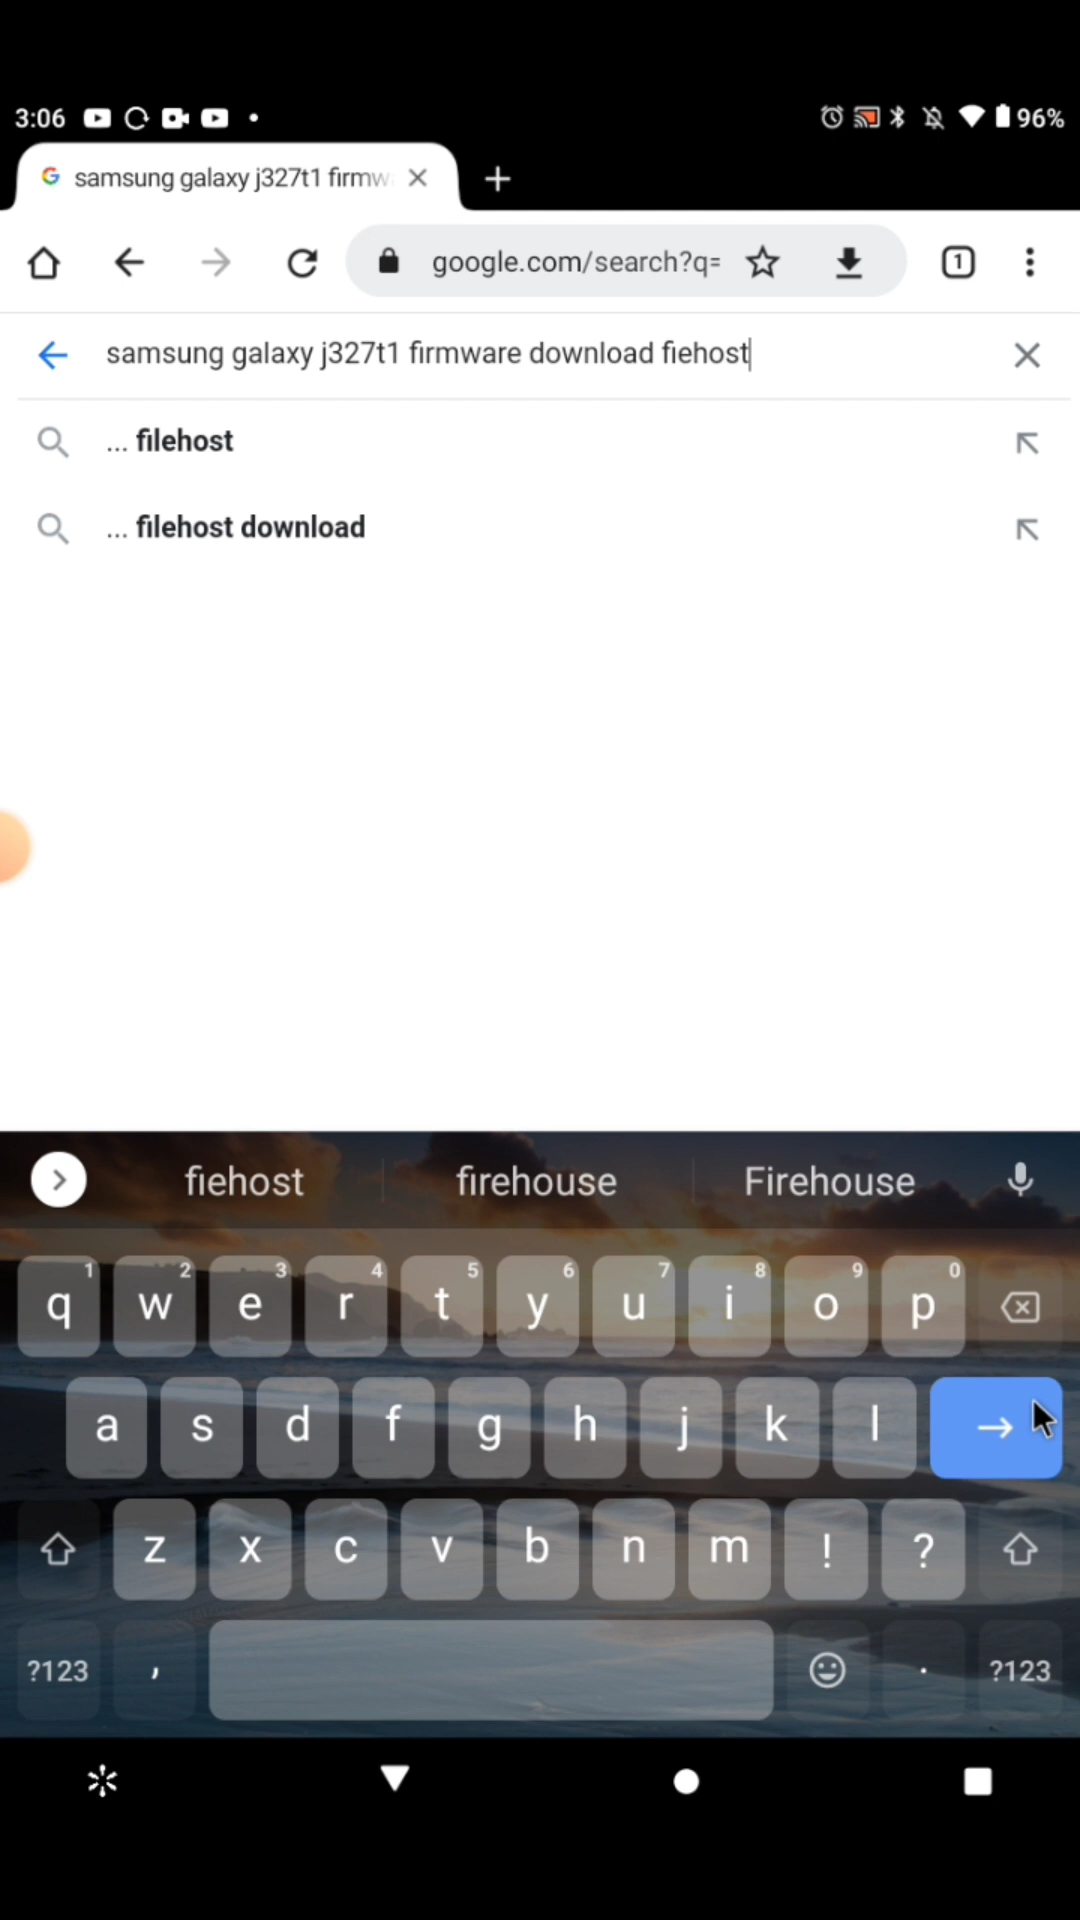 3:06 96%
samsung galaxy j327t1 firmw
google.com/search?q= 1
samsung galaxy j327t1 firmware download fiehost
... filehost
... filehost download
fiehost firehouse Firehouse
1 2 3 4 5 6 7 8 9 0
q w e r t y u i o p
a s d f g h j k l
z x c v b n m ! ?
?123 , . ?123